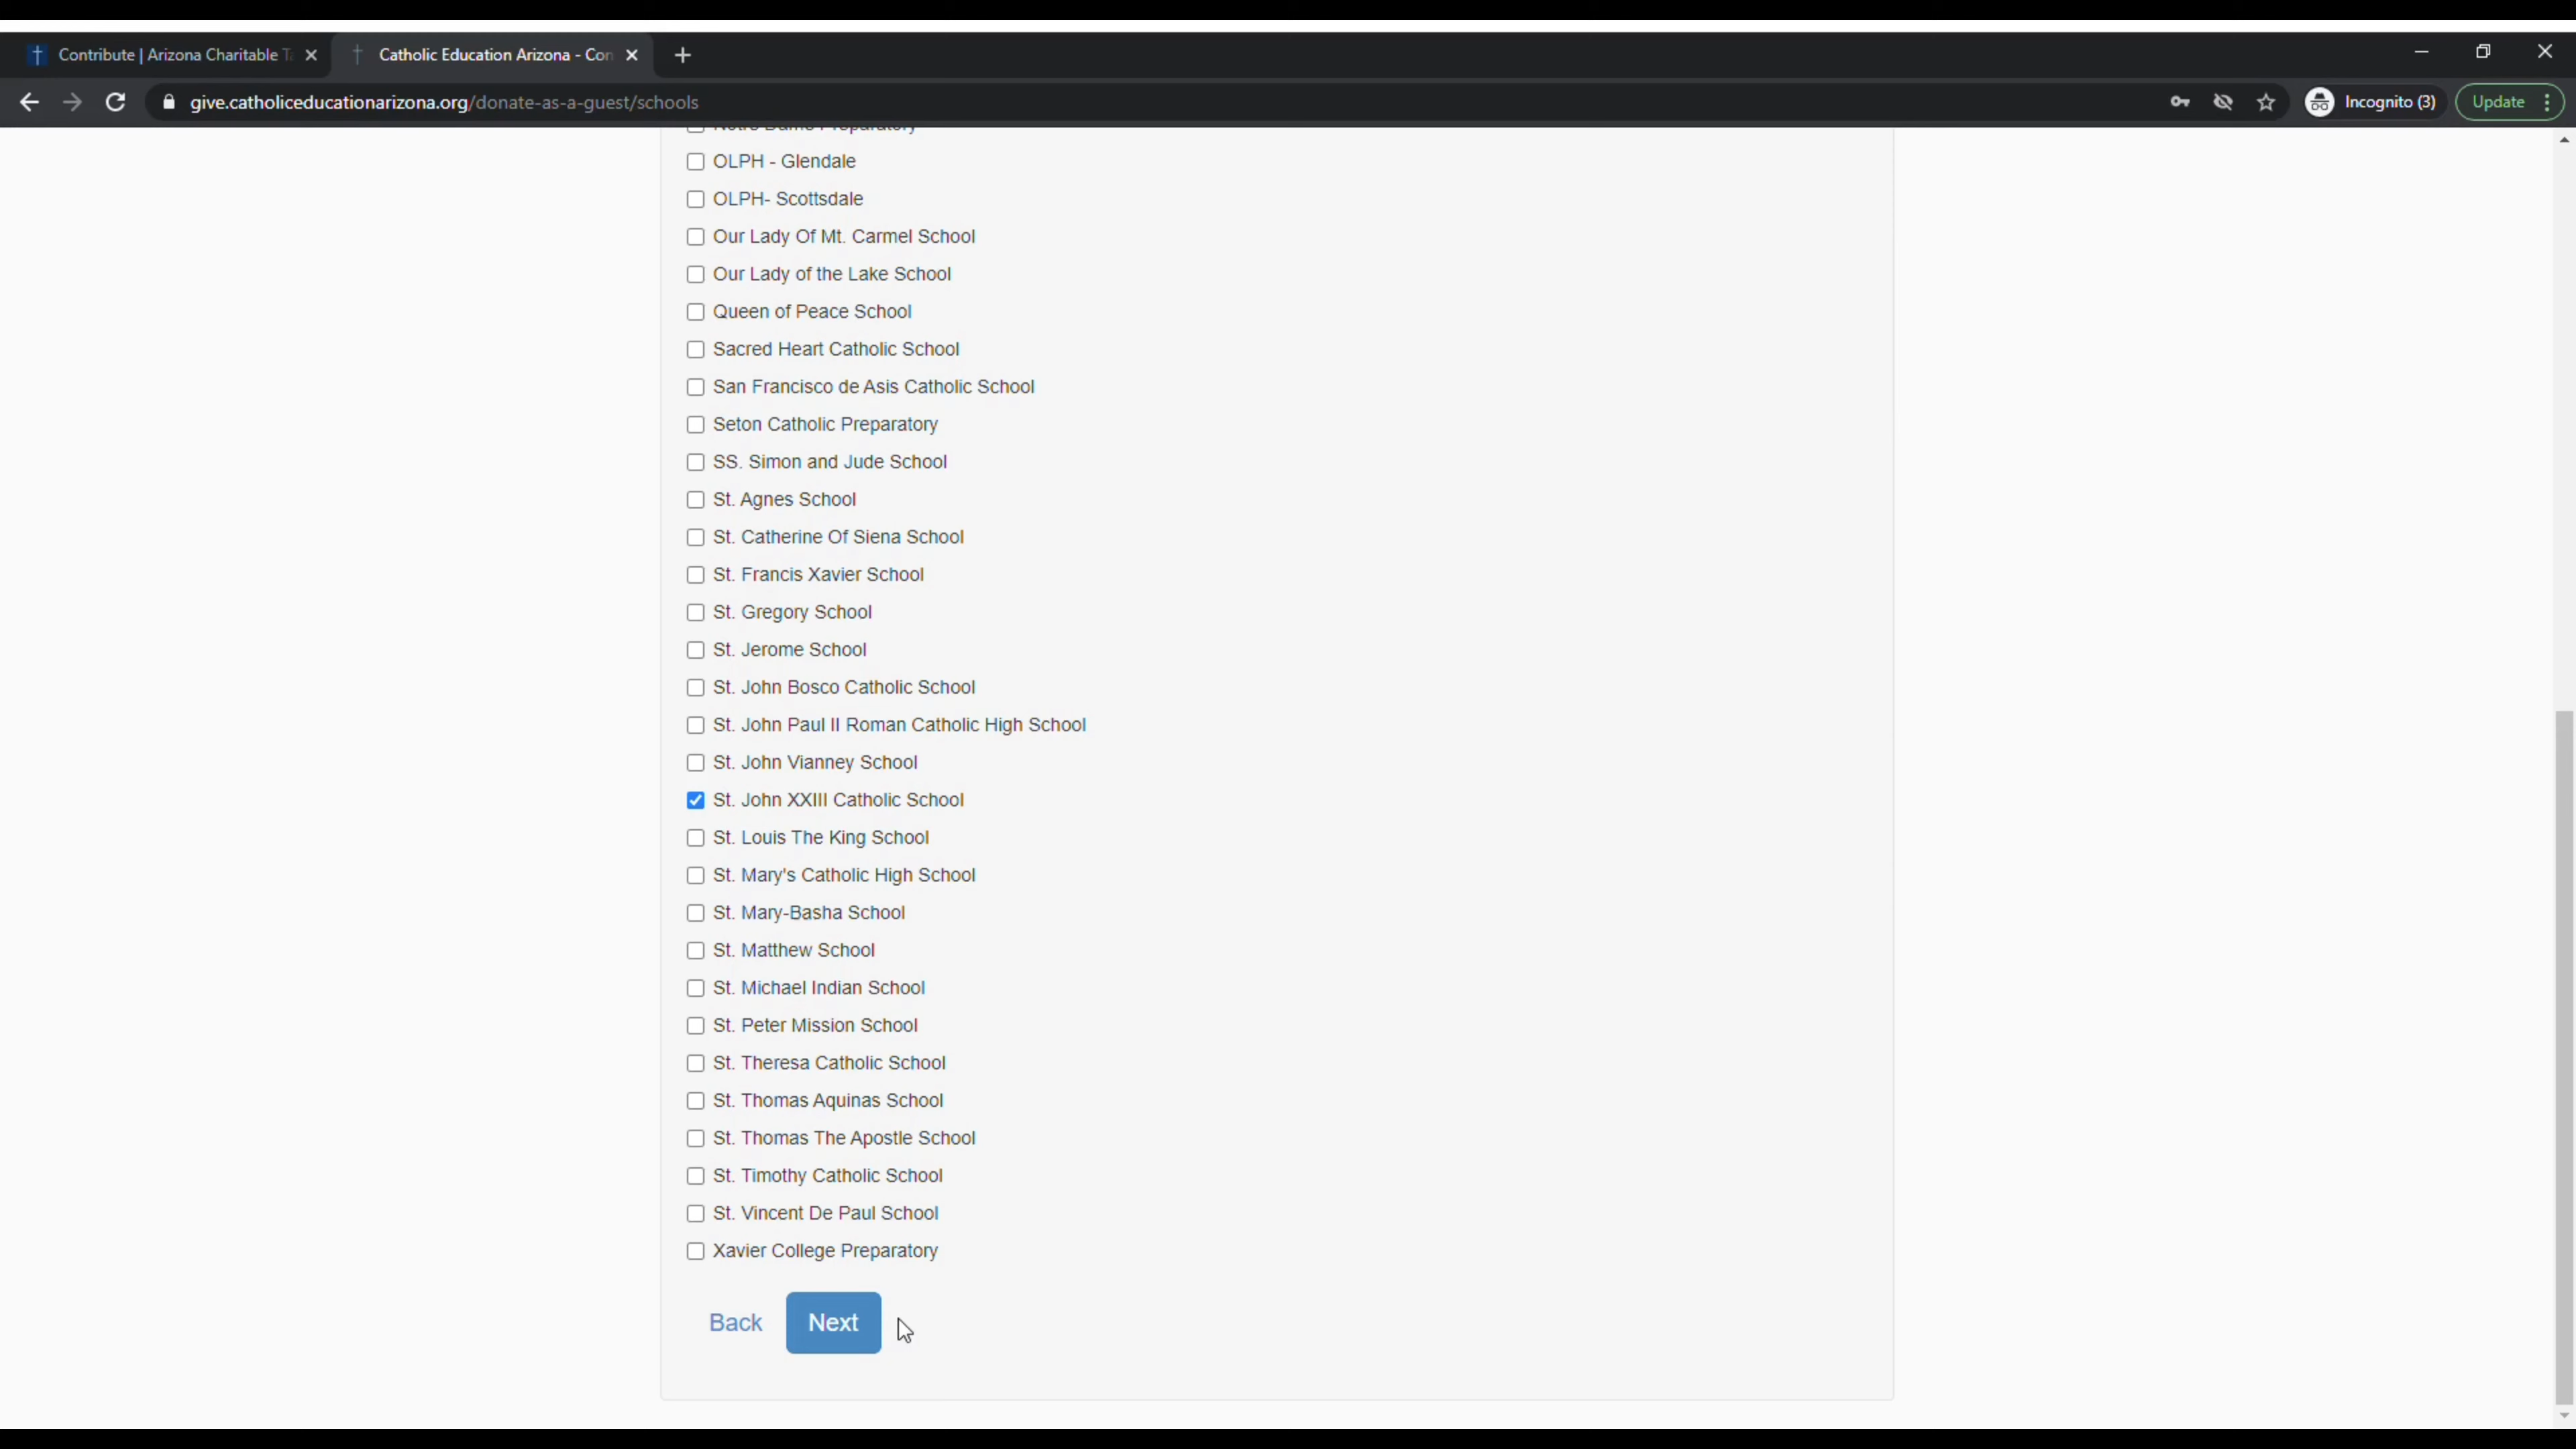 Contribute | Arizona Charitable T
Catholic Education Arizona - Con
give.catholiceducationarizona.org/donate-as-a-guest/schools
Incognito (3)
Update
Notre Dame Preparatory
OLPH - Glendale
OLPH- Scottsdale
Our Lady Of Mt. Carmel School
Our Lady of the Lake School
Queen of Peace School
Sacred Heart Catholic School
San Francisco de Asis Catholic School
Seton Catholic Preparatory
SS. Simon and Jude School
St. Agnes School
St. Catherine Of Siena School
St. Francis Xavier School
St. Gregory School
St. Jerome School
St. John Bosco Catholic School
St. John Paul II Roman Catholic High School
St. John Vianney School
St. John XXIII Catholic School
St. Louis The King School
St. Mary's Catholic High School
St. Mary-Basha School
St. Matthew School
St. Michael Indian School
St. Peter Mission School
St. Theresa Catholic School
St. Thomas Aquinas School
St. Thomas The Apostle School
St. Timothy Catholic School
St. Vincent De Paul School
Xavier College Preparatory
Back
Next